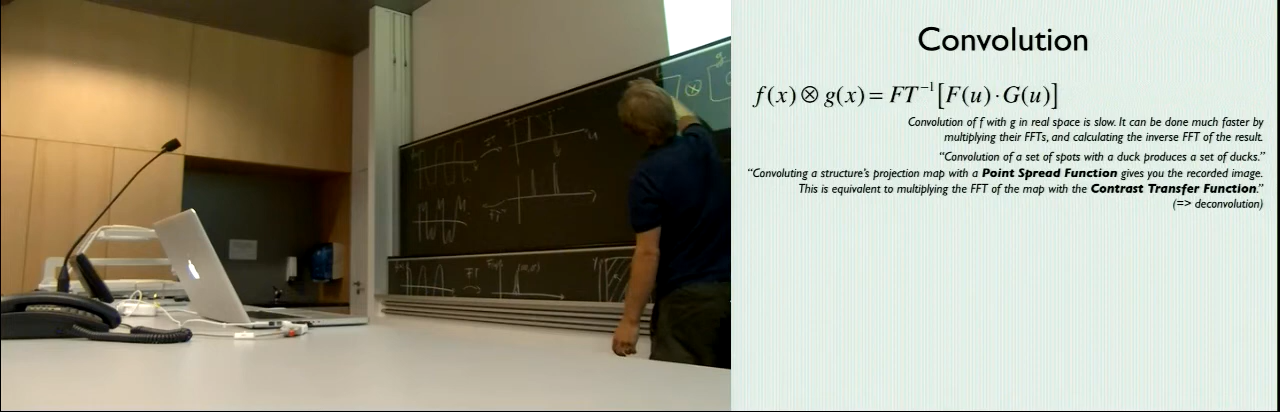 Convolution
f(x) ⊗ g(x) = FT⁻¹[F(u)·G(u)]
Convolution of f with g in real space is slow. It can be done much faster by
multiplying their FFTs, and calculating the inverse FFT of the result.
“Convolution of a set of spots with a duck produces a set of ducks.”
“Convoluting a structure’s projection map with a Point Spread Function gives you the recorded image.
This is equivalent to multiplying the FFT of the map with the Contrast Transfer Function.”
(=> deconvolution)